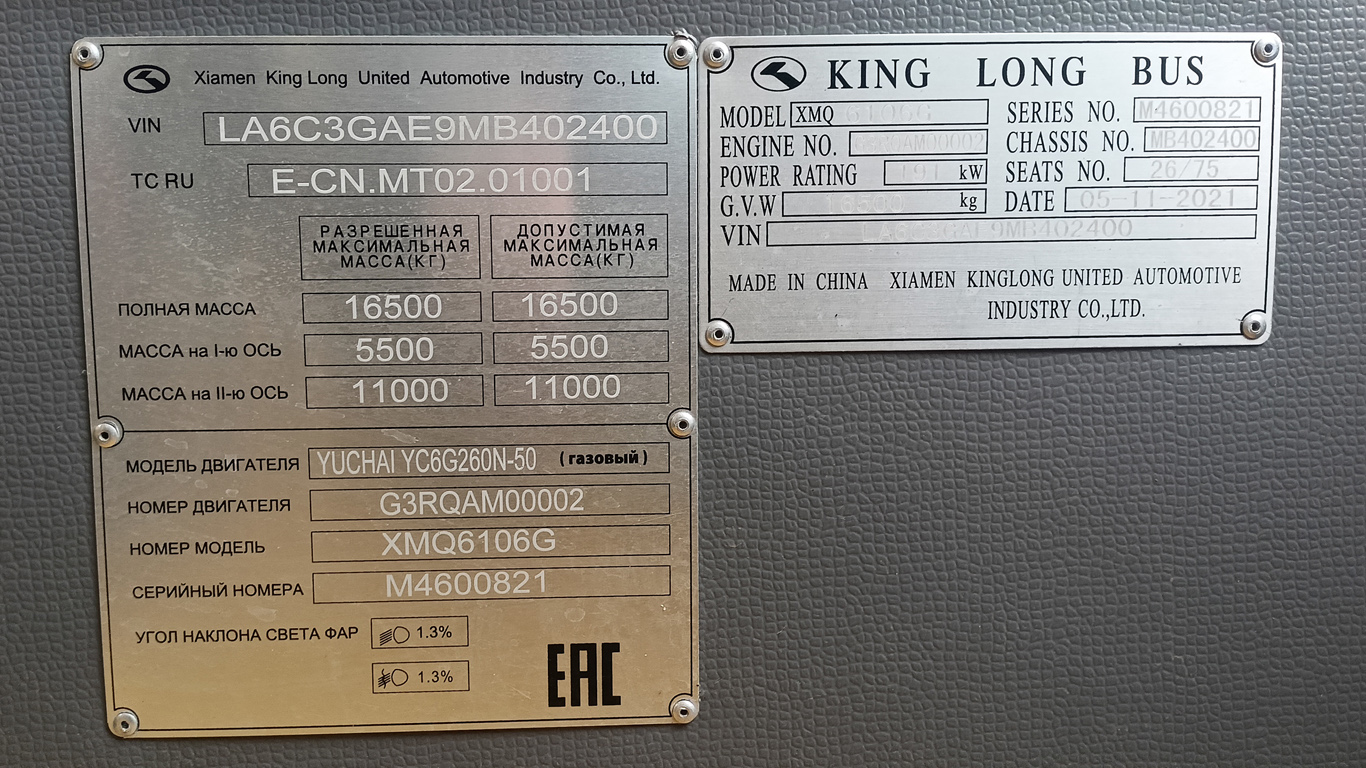 Xiamen King Long United Automotive Industry Co., Ltd.
VIN LA6C3GAE9MB402400
TC RU E-CN.MT02.01001
РАЗРЕШЕННАЯ МАКСИМАЛЬНАЯ МАССА(КГ)
ДОПУСТИМАЯ МАКСИМАЛЬНАЯ МАССА(КГ)
ПОЛНАЯ МАССА 16500 16500
МАССА на I-ю ОСЬ 5500 5500
МАССА на II-ю ОСЬ 11000 11000
МОДЕЛЬ ДВИГАТЕЛЯ YUCHAI YC6G260N-50 (газовый)
НОМЕР ДВИГАТЕЛЯ G3RQAM00002
НОМЕР МОДЕЛЬ XMQ6106G
СЕРИЙНЫЙ НОМЕРА M4600821
УГОЛ НАКЛОНА СВЕТА ФАР 1.3%
1.3%
EAC
KING LONG BUS
MODEL XMQ 6106G SERIES NO. M4600821
ENGINE NO. G3RQAM00002 CHASSIS NO. MB402400
POWER RATING 191 kW SEATS NO. 26/75
G.V.W 16500 kg DATE 05-11-2021
VIN LA6C3GAE9MB402400
MADE IN CHINA XIAMEN KINGLONG UNITED AUTOMOTIVE
INDUSTRY CO.,LTD.